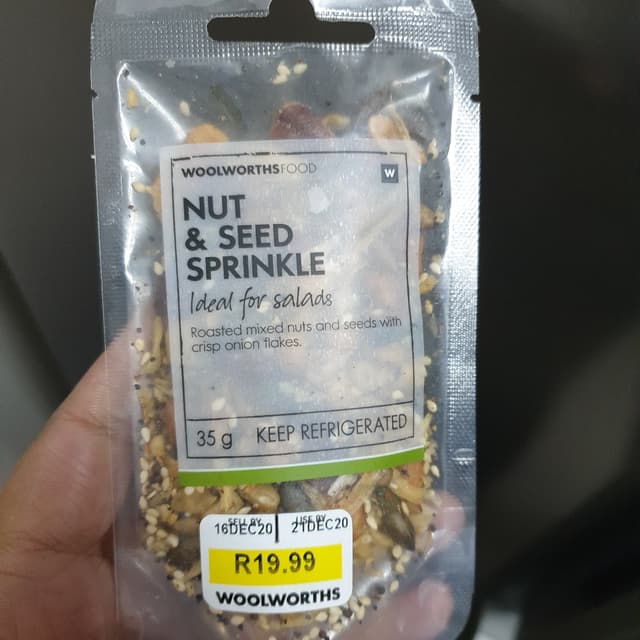 WOOLWORTHSFOOD
W
NUT
& SEED
SPRINKLE
Ideal for salads
Roasted mixed nuts and seeds with
crisp onion flakes.
35 g KEEP REFRIGERATED
SELL BY USE BY
16DEC20 21DEC20
R19.99
WOOLWORTHS